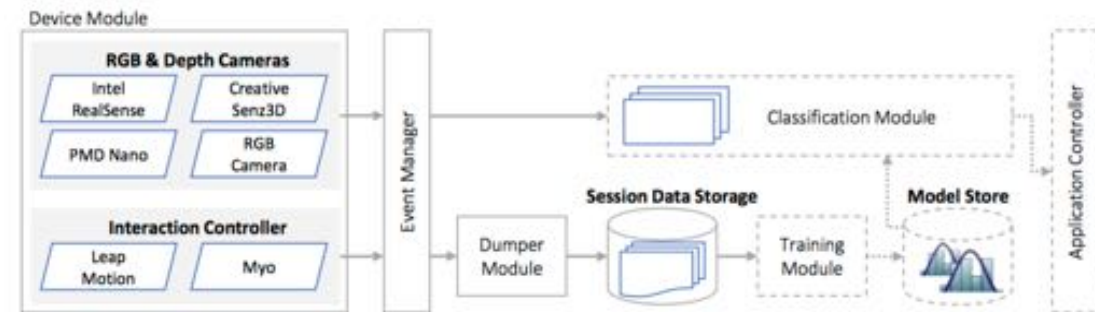 Device Module
RGB & Depth Cameras
Intel
RealSense
Creative
Senz3D
PMD Nano
RGB
Camera
Interaction Controller
Leap
Motion
Myo
Event Manager
Classification Module
Dumper
Module
Session Data Storage
Training
Module
Model Store
Application Controller